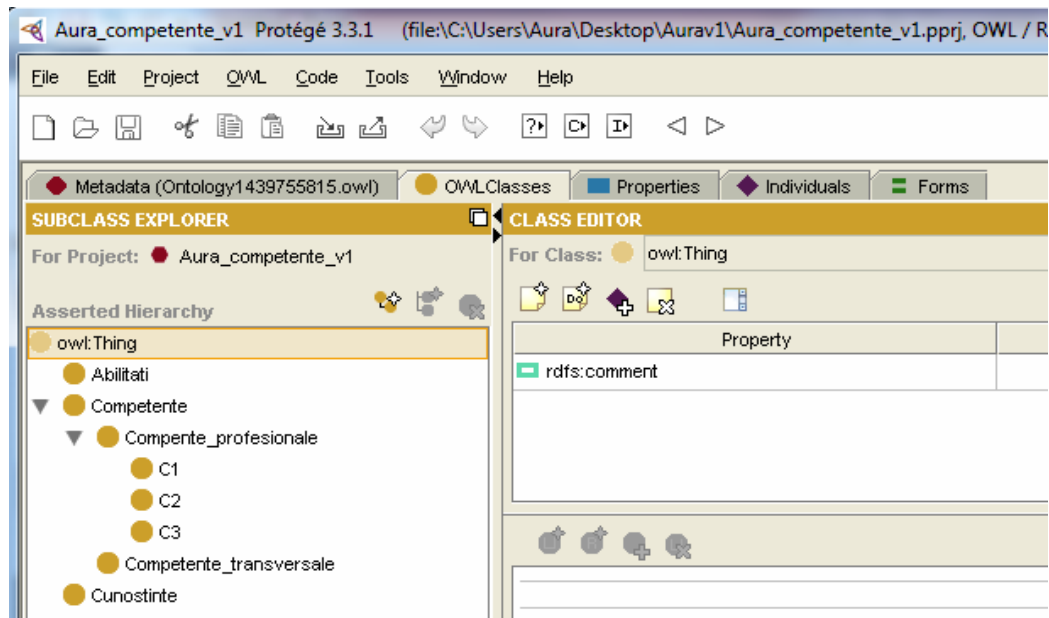 Aura_competente_v1 Protégé 3.3.1 (file:\C:\Users\Aura\Desktop\Aurav1\Aura_competente_v1.pprj, OWL / R
File Edit Project OWL Code Tools Window Help
Metadata (Ontology1439755815.owl) OWLClasses Properties Individuals Forms
SUBCLASS EXPLORER
For Project: Aura_competente_v1
Asserted Hierarchy
owl:Thing
Abilitati
Competente
Compente_profesionale
C1
C2
C3
Competente_transversale
Cunostinte
CLASS EDITOR
For Class: owl:Thing
Property
rdfs:comment